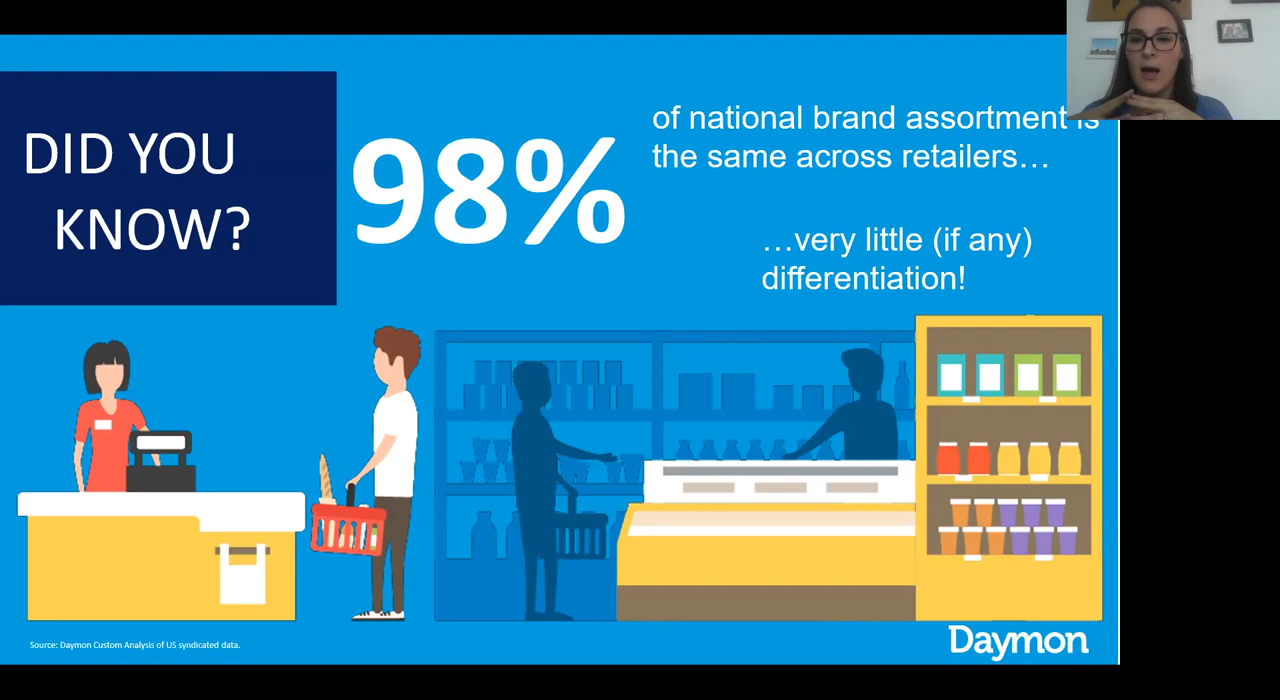 DID YOU
KNOW?
98%
of national brand assortment is
the same across retailers…
…very little (if any)
differentiation!
Source: Daymon Custom Analysis of US syndicated data.
Daymon